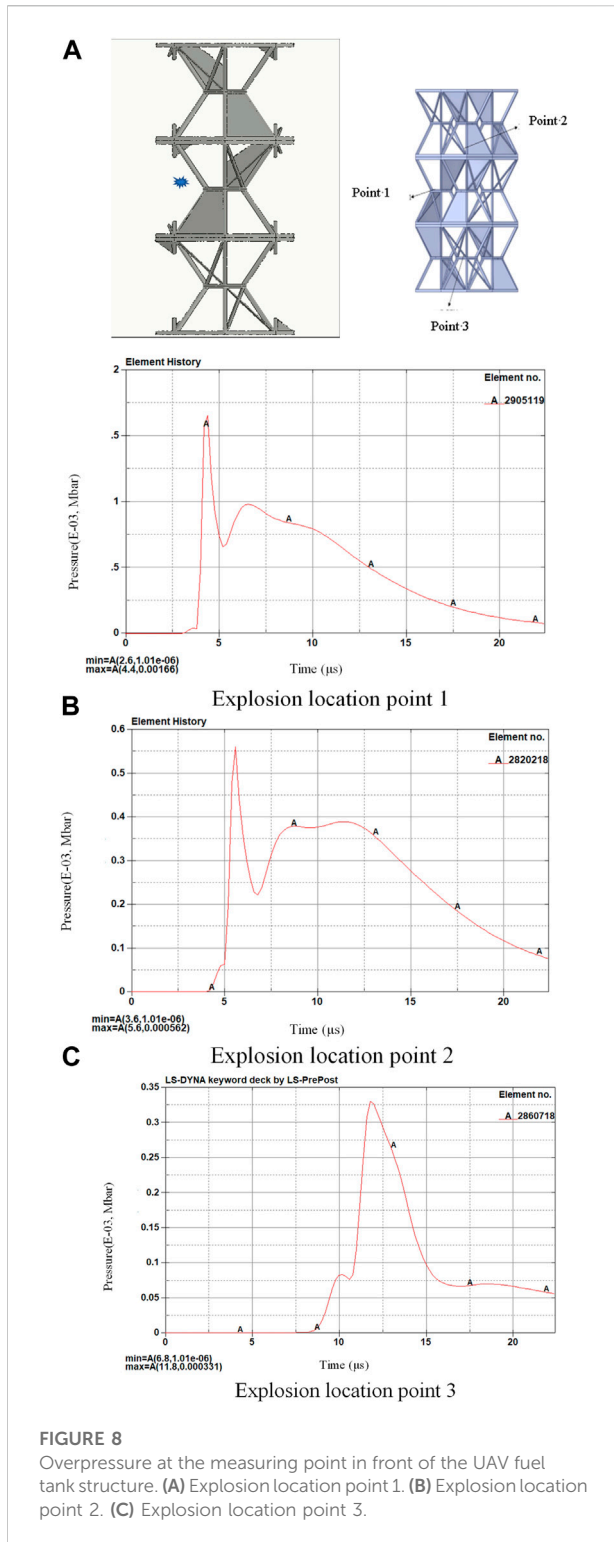 A
Point 2
Point 1
Point 3
Element History
Element no.
A 2905119
2
.5
1
.5
0
Pressure(E-03, Mbar)
A
A
A
A
A
0
5
10
15
20
min=A(2.6,1.01e-06)
max=A(4.4,0.00166)
Time (μs)
Explosion location point 1
B
Element History
Element no.
A 2820218
0.6
0.5
0.4
0.3
0.2
0.1
0
Pressure(E-03, Mbar)
A
A
A
A
A
0
5
10
15
20
min=A(3.6,1.01e-06)
max=A(5.6,0.000562)
Time (μs)
Explosion location point 2
C
LS-DYNA keyword deck by LS-PrePost
Element no.
A 2860718
0.35
0.3
0.25
0.2
0.15
0.1
0.05
0
Pressure(E-03, Mbar)
A
A
A
A
A
0
5
10
15
20
min=A(6.8,1.01e-06)
max=A(11.8,0.000331)
Time (μs)
Explosion location point 3
FIGURE 8
Overpressure at the measuring point in front of the UAV fuel
tank structure. (A) Explosion location point 1. (B) Explosion location
point 2. (C) Explosion location point 3.